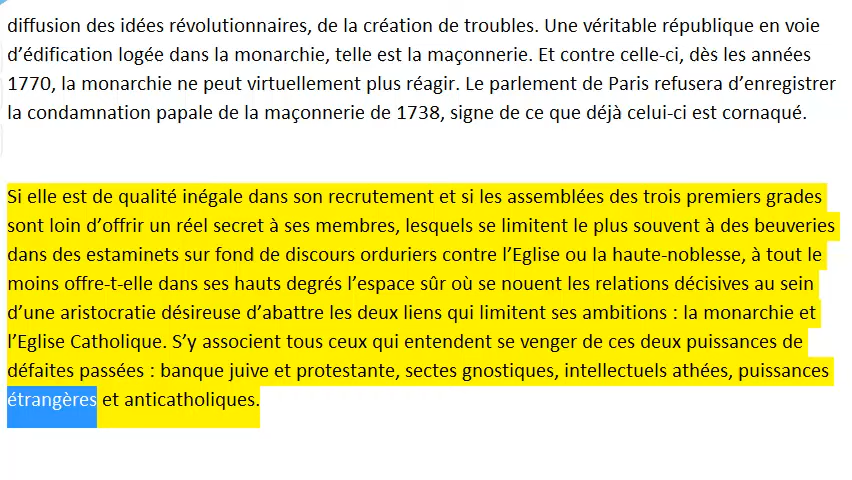 diffusion des idées révolutionnaires, de la création de troubles. Une véritable république en voie
d’édification logée dans la monarchie, telle est la maçonnerie. Et contre celle-ci, dès les années
1770, la monarchie ne peut virtuellement plus réagir. Le parlement de Paris refusera d’enregistrer
la condamnation papale de la maçonnerie de 1738, signe de ce que déjà celui-ci est cornaqué.
Si elle est de qualité inégale dans son recrutement et si les assemblées des trois premiers grades
sont loin d’offrir un réel secret à ses membres, lesquels se limitent le plus souvent à des beuveries
dans des estaminets sur fond de discours orduriers contre l’Eglise ou la haute-noblesse, à tout le
moins offre-t-elle dans ses hauts degrés l’espace sûr où se nouent les relations décisives au sein
d’une aristocratie désireuse d’abattre les deux liens qui limitent ses ambitions : la monarchie et
l’Eglise Catholique. S’y associent tous ceux qui entendent se venger de ces deux puissances de
défaites passées : banque juive et protestante, sectes gnostiques, intellectuels athées, puissances
étrangères et anticatholiques.